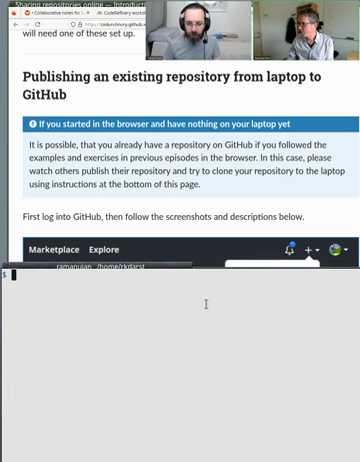 Sharing repositories online — Introduction
Collaborative notes for
CodeRefinery worksh
https://coderefinery.github.
will need one of these set up.
Publishing an existing repository from laptop to
GitHub
If you started in the browser and have nothing on your laptop yet
It is possible, that you already have a repository on GitHub if you followed the
examples and exercises in previous episodes in the browser. In this case, please
watch others publish their repository and try to clone your repository to the laptop
using instructions at the bottom of this page.
First log into GitHub, then follow the screenshots and descriptions below.
Marketplace Explore
ramanujan /home/rkdarst
$